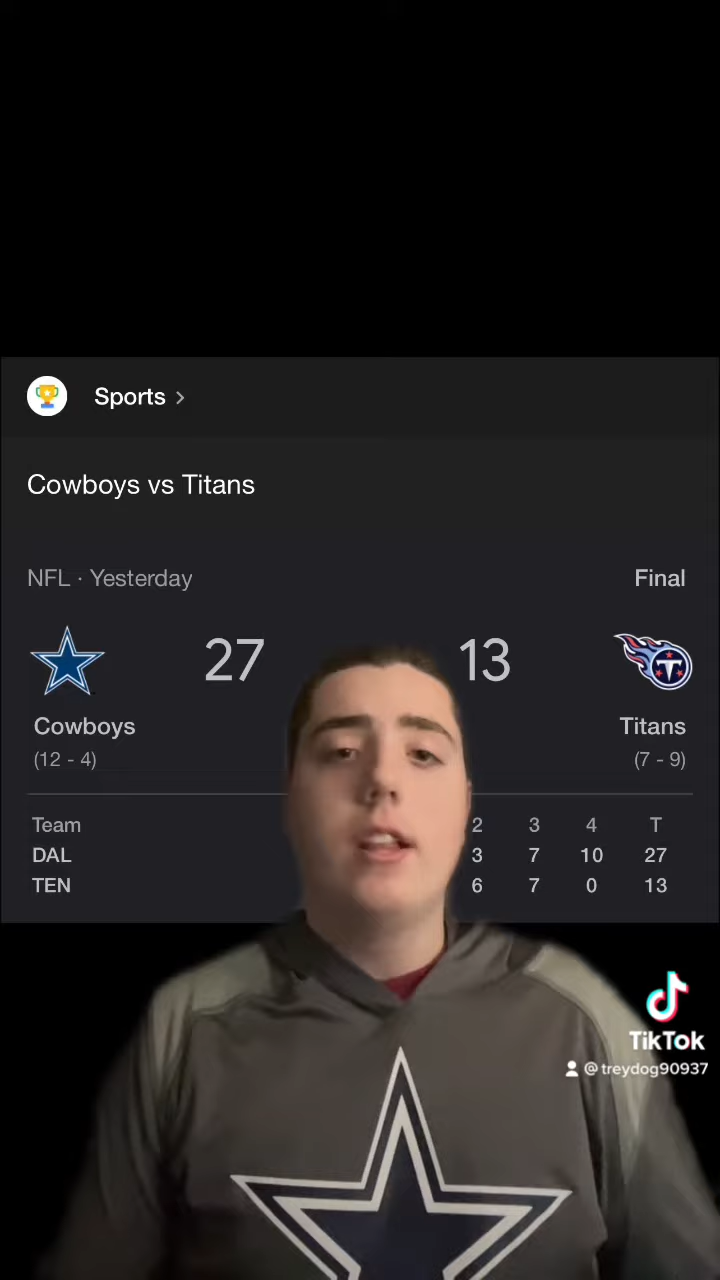 Sports >
Cowboys vs Titans
NFL · Yesterday Final
27 13
Cowboys Titans
(12 - 4) (7 - 9)
Team 2 3 4 T
DAL 3 7 10 27
TEN 6 7 0 13
TikTok
@treydog90937